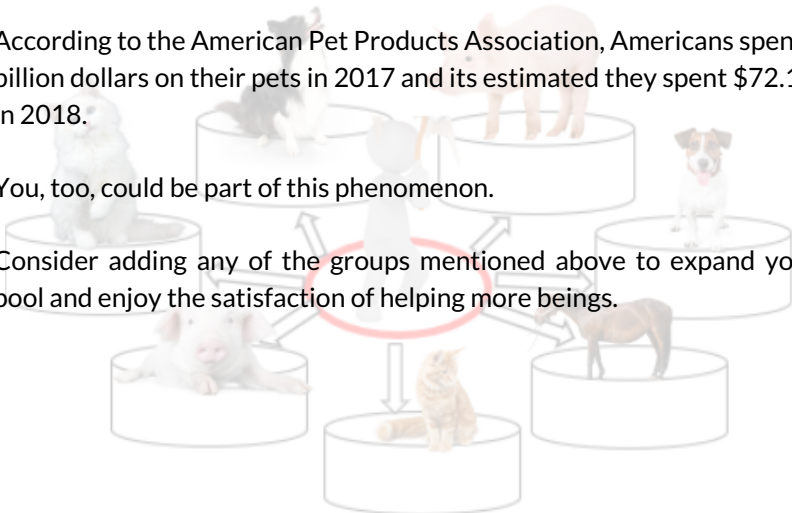 According to the American Pet Products Association, Americans spen
billion dollars on their pets in 2017 and its estimated they spent $72.1
in 2018.
You, too, could be part of this phenomenon.
Consider adding any of the groups mentioned above to expand yo
pool and enjoy the satisfaction of helping more beings.